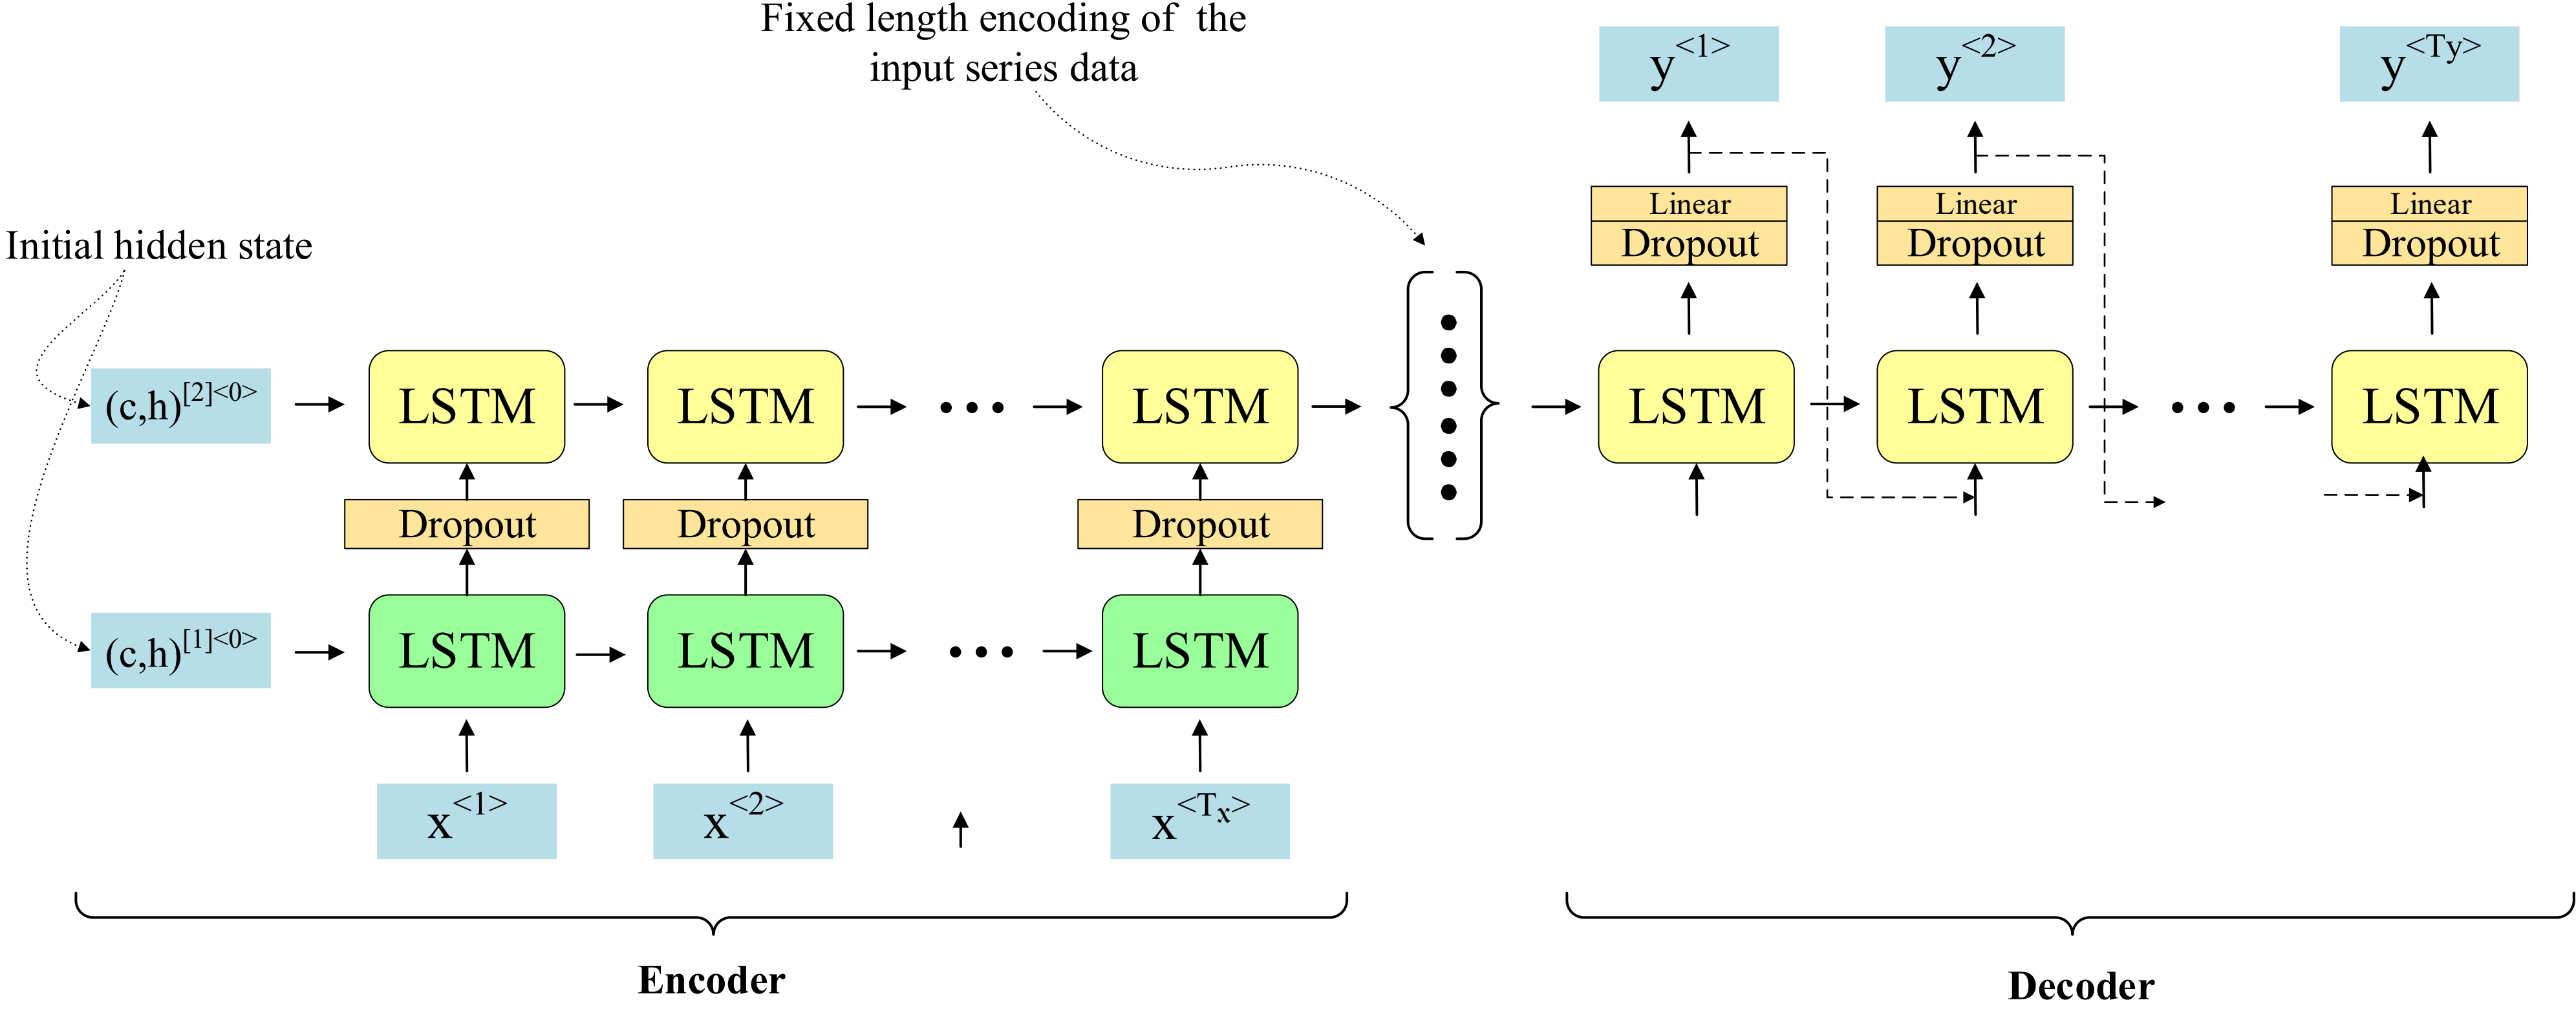 Fixed length encoding of the
input series data
y<1> y<2> y<Ty>
Linear Linear Linear
Dropout Dropout Dropout
Initial hidden state
(c,h)[2]<0> LSTM LSTM LSTM LSTM LSTM LSTM
Dropout Dropout Dropout
(c,h)[1]<0> LSTM LSTM LSTM
x<1> x<2> x<Tx>
Encoder Decoder